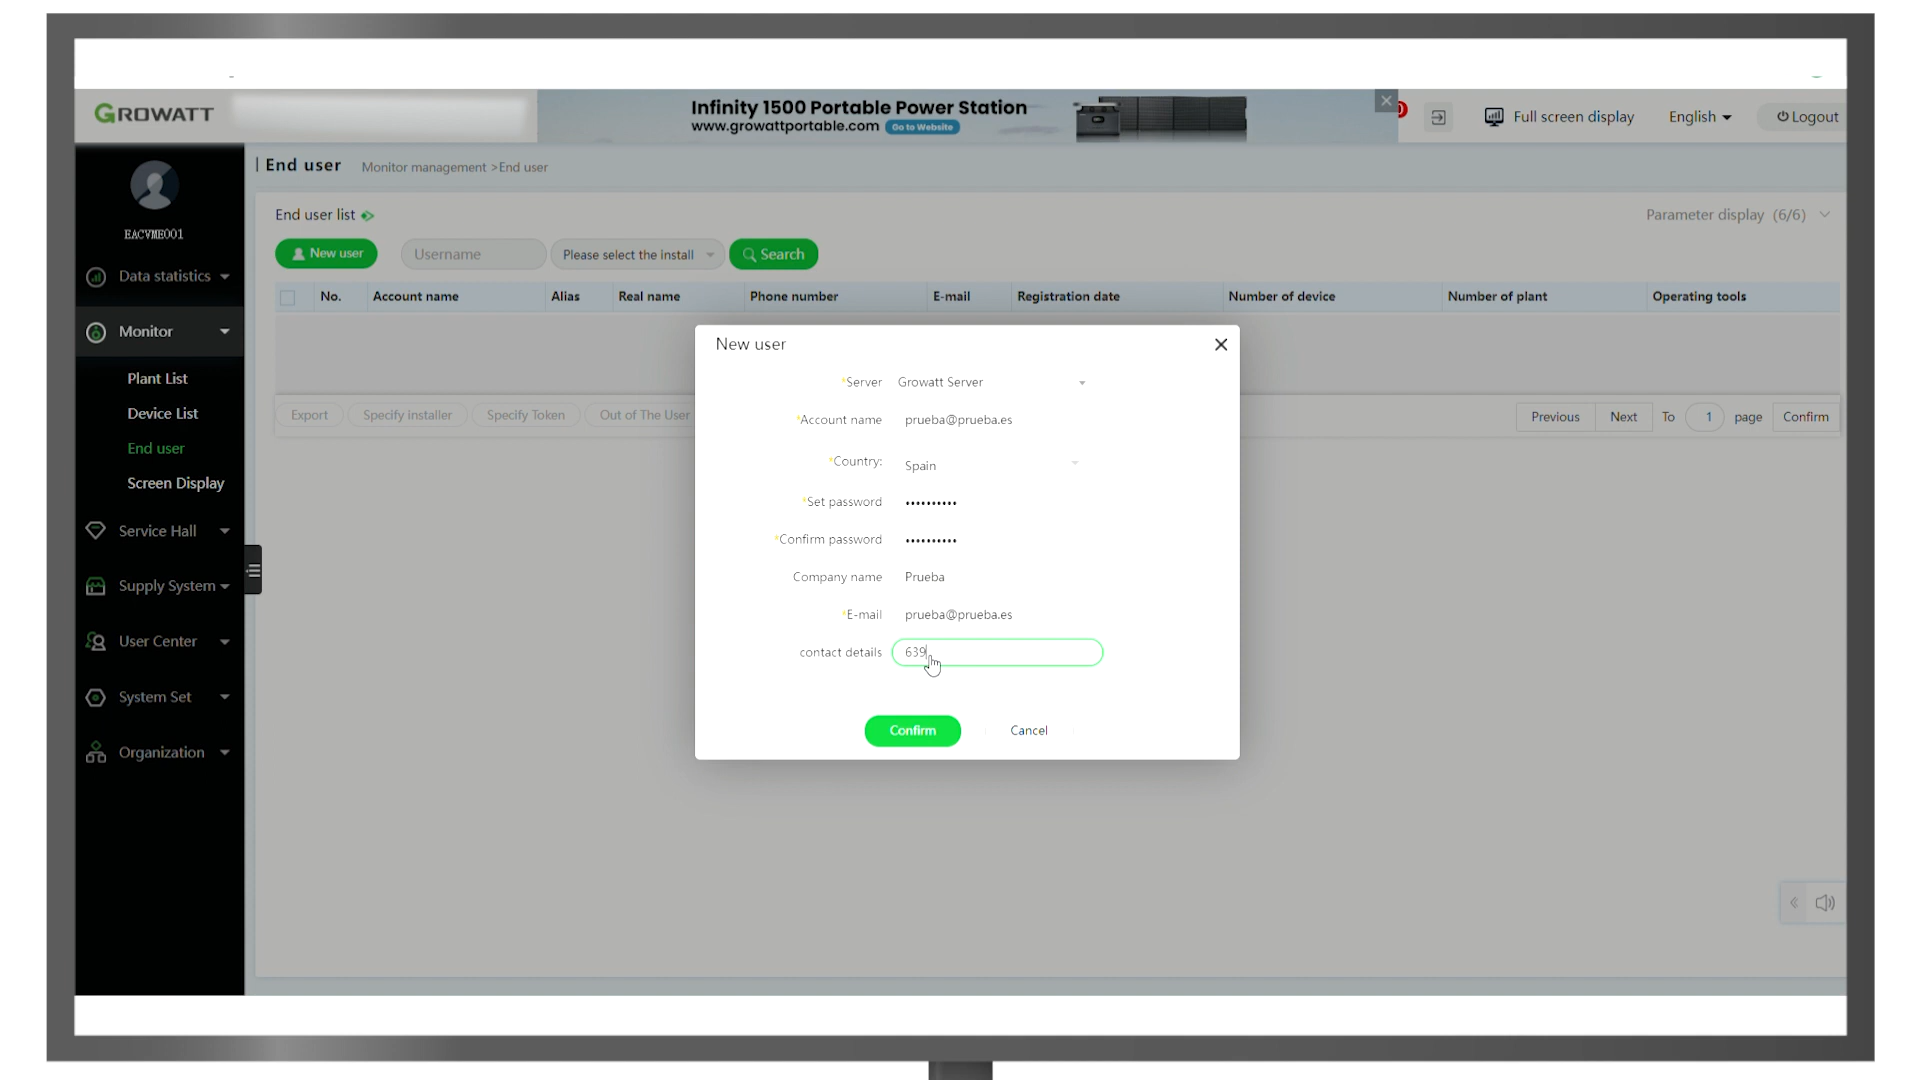 GROWATT
Infinity 1500 Portable Power Station
www.growattportable.com Go to Website
Full screen display
English
Logout
EACVME001
Data statistics
Monitor
Plant List
Device List
End user
Screen Display
Service Hall
Supply System
User Center
System Set
Organization
End user Monitor management >End user
End user list
Parameter display (6/6)
New user
Username
Please select the install
Search
No. Account name Alias Real name Phone number E-mail Registration date Number of device Number of plant Operating tools
Export Specify installer Specify Token Out of The User
Previous Next To 1 page Confirm
New user
*Server Growatt Server
*Account name prueba@prueba.es
*Country: Spain
*Set password ••••••••••
*Confirm password ••••••••••
Company name Prueba
*E-mail prueba@prueba.es
contact details 639
Confirm Cancel